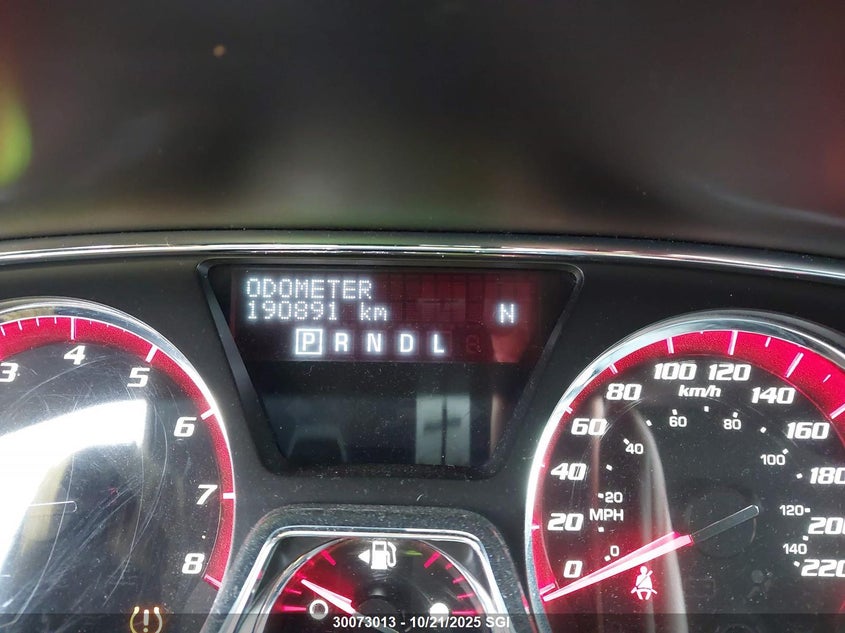 ODOMETER
190891 km N
P R N D L
3 4 5 6 7 8
0 20 40 60 80 100 120 140 160 180 200 220
km/h
0 20 40 60 80 100 120 140
MPH
30073013 - 10/21/2025 SGI